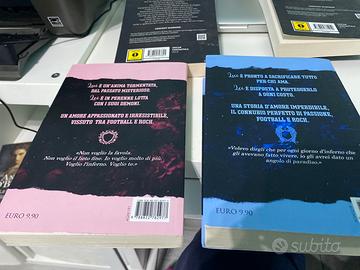 Lui È UN'ANIMA TORMENTATA,
DAL PASSATO MISTERIOSO.
Lei È IN PERENNE LOTTA
CON I SUOI DEMONI.
UN AMORE APPASSIONATO E IRRESISTIBILE,
VISSUTO TRA FOOTBALL E ROCK.
«Non voglio la favola.
Non voglio il lieto fine. Io voglio molto di più.
Voglio l'inferno. Voglio te.»
EURO 9,90
Lui È PRONTO A SACRIFICARE TUTTO
PER CHI AMA.
Lei È DISPOSTA A PROTEGGERLO
A OGNI COSTO.
UNA STORIA D'AMORE IMPERDIBILE,
IL CONNUBIO PERFETTO DI PASSIONE,
FOOTBALL E ROCK.
«Volevo dirgli che per ogni giorno d'inferno che
gli avevano fatto vivere, io gli avrei dato un
angolo di paradiso.»
EURO 9,90
subito